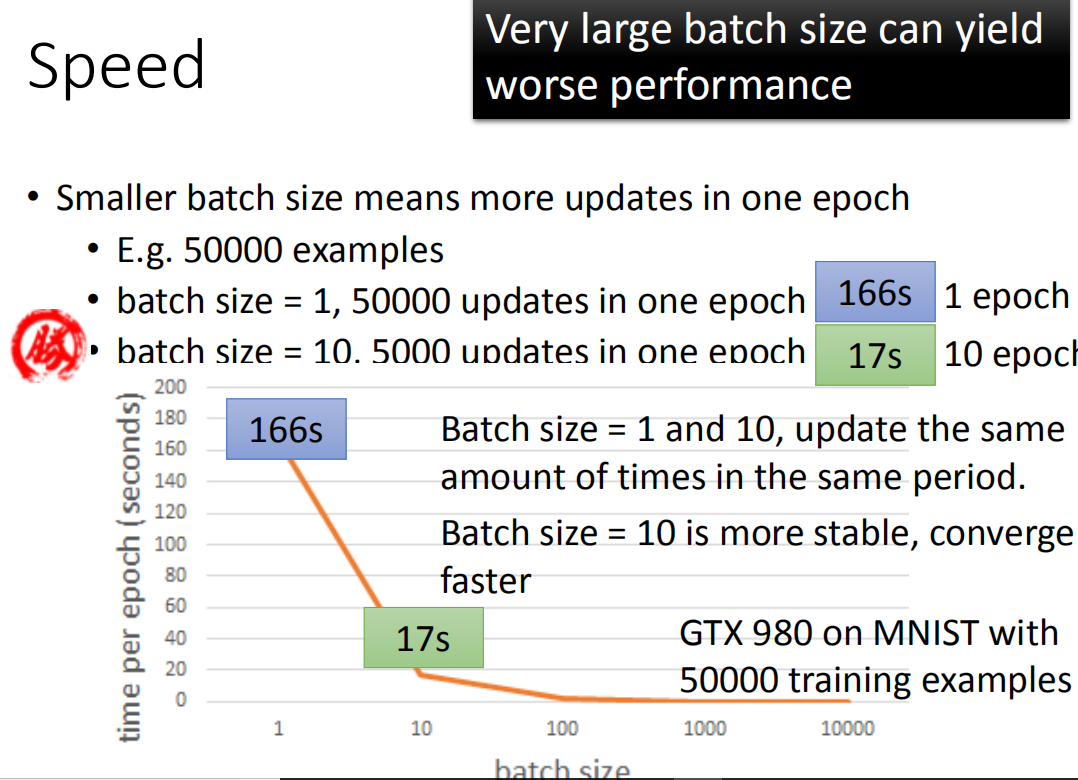 Speed
Very large batch size can yield
worse performance
• Smaller batch size means more updates in one epoch
• E.g. 50000 examples
• batch size = 1, 50000 updates in one epoch
166s
1 epoch
勝
• batch size = 10, 5000 updates in one epoch
17s
10 epoch
time per epoch (seconds)
200
180
160
140
120
100
80
60
40
20
0
166s
17s
Batch size = 1 and 10, update the same
amount of times in the same period.
Batch size = 10 is more stable, converge
faster
GTX 980 on MNIST with
50000 training examples
1
10
100
1000
10000
batch size